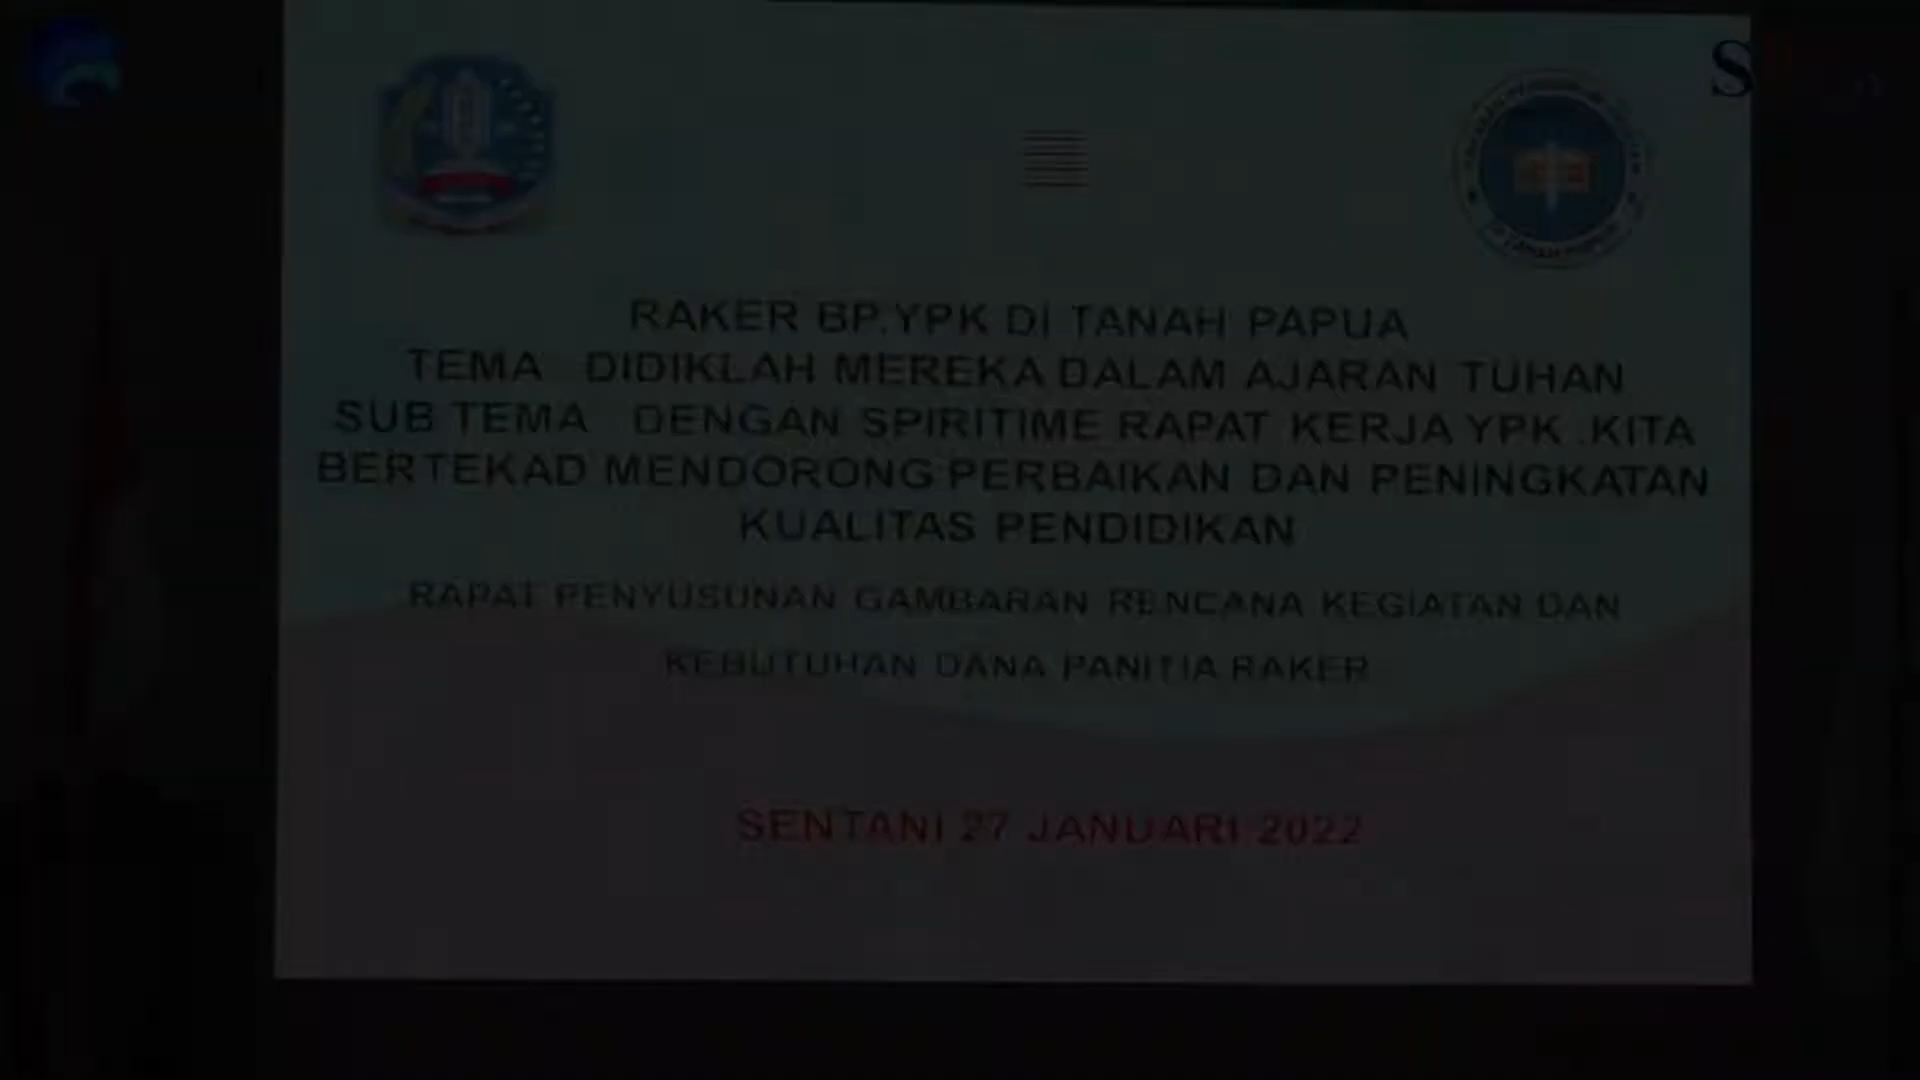 S
RAKER BP.YPK DI TANAH PAPUA
TEMA DIDIKLAH MEREKA DALAM AJARAN TUHAN
SUB TEMA DENGAN SPIRITIME RAPAT KERJA YPK .KITA
BERTEKAD MENDORONG PERBAIKAN DAN PENINGKATAN
KUALITAS PENDIDIKAN
RAPAT PENYUSUNAN GAMBARAN RENCANA KEGIATAN DAN
KEBUTUHAN DANA PANITIA RAKER
SENTANI 27 JANUARI 2022